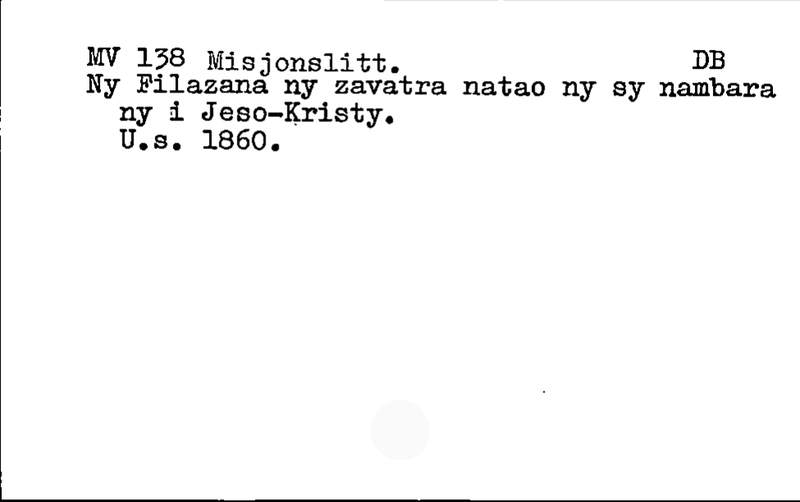 MV 138 Misjonslitt. DB
Ny Filazana ny zavatra natao ny sy nambara
ny i Jeso-Kristy.
U.s. 1860.